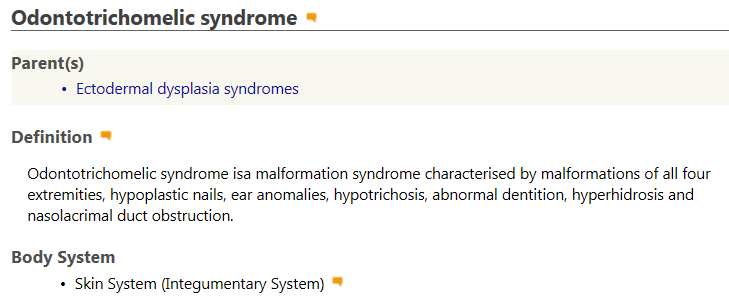 Odontotrichomelic syndrome
Parent(s)
• Ectodermal dysplasia syndromes
Definition
Odontotrichomelic syndrome isa malformation syndrome characterised by malformations of all four
extremities, hypoplastic nails, ear anomalies, hypotrichosis, abnormal dentition, hyperhidrosis and
nasolacrimal duct obstruction.
Body System
• Skin System (Integumentary System)